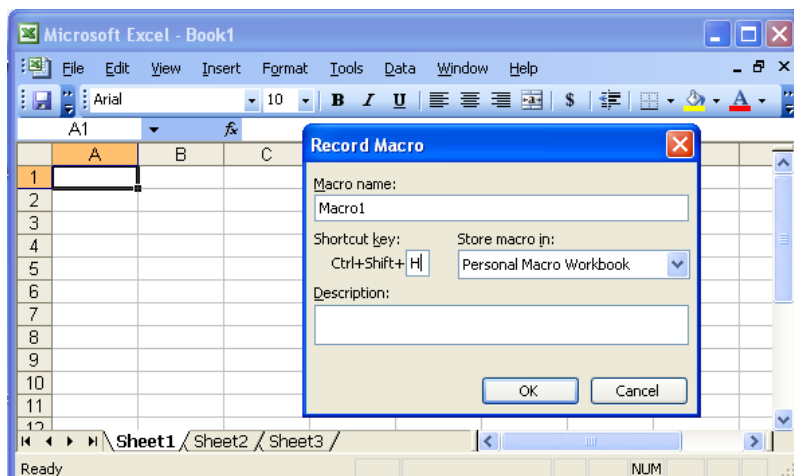 Microsoft Excel - Book1
File Edit View Insert Format Tools Data Window Help
Arial 10 B I U $ A
A1 fx
A B C
Record Macro
Macro name:
Macro1
Shortcut key: Store macro in:
Ctrl+Shift+ H Personal Macro Workbook
Description:
OK Cancel
1
2
3
4
5
6
7
8
9
10
11
12
Sheet1 Sheet2 Sheet3
Ready NUM